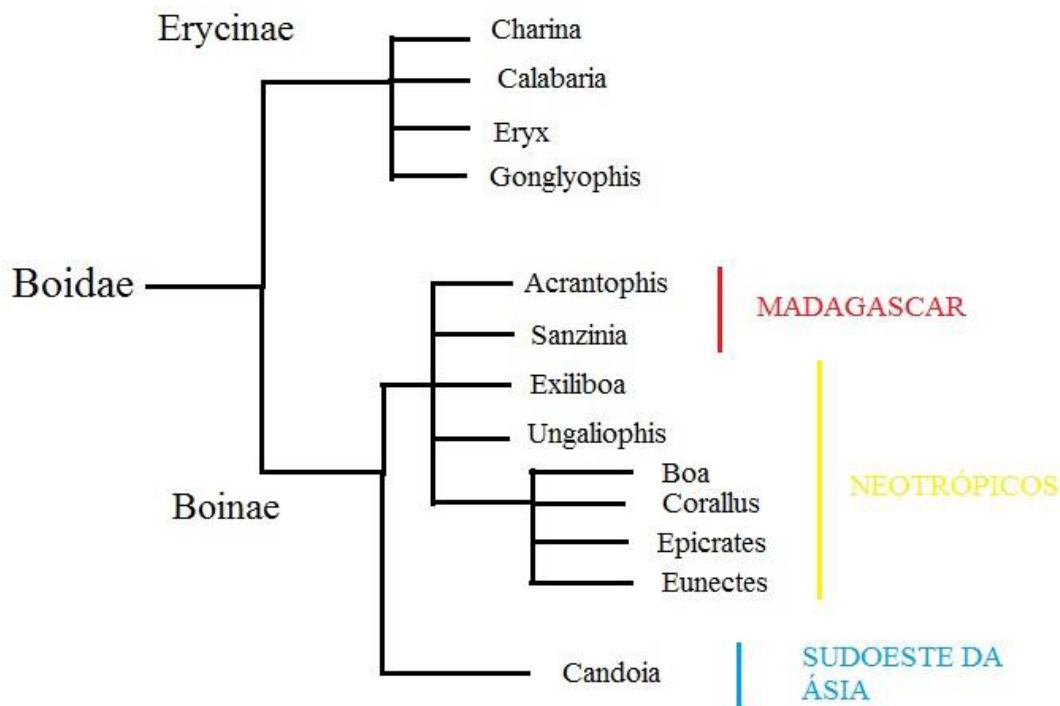 Erycinae
Charina
Calabaria
Eryx
Gonglyophis
Boidae
Acrantophis
Sanzinia
MADAGASCAR
Exiliboa
Ungaliophis
Boinae
Boa
Corallus
Epicrates
Eunectes
NEOTRÓPICOS
Candoia
SUDOESTE DA
ÁSIA